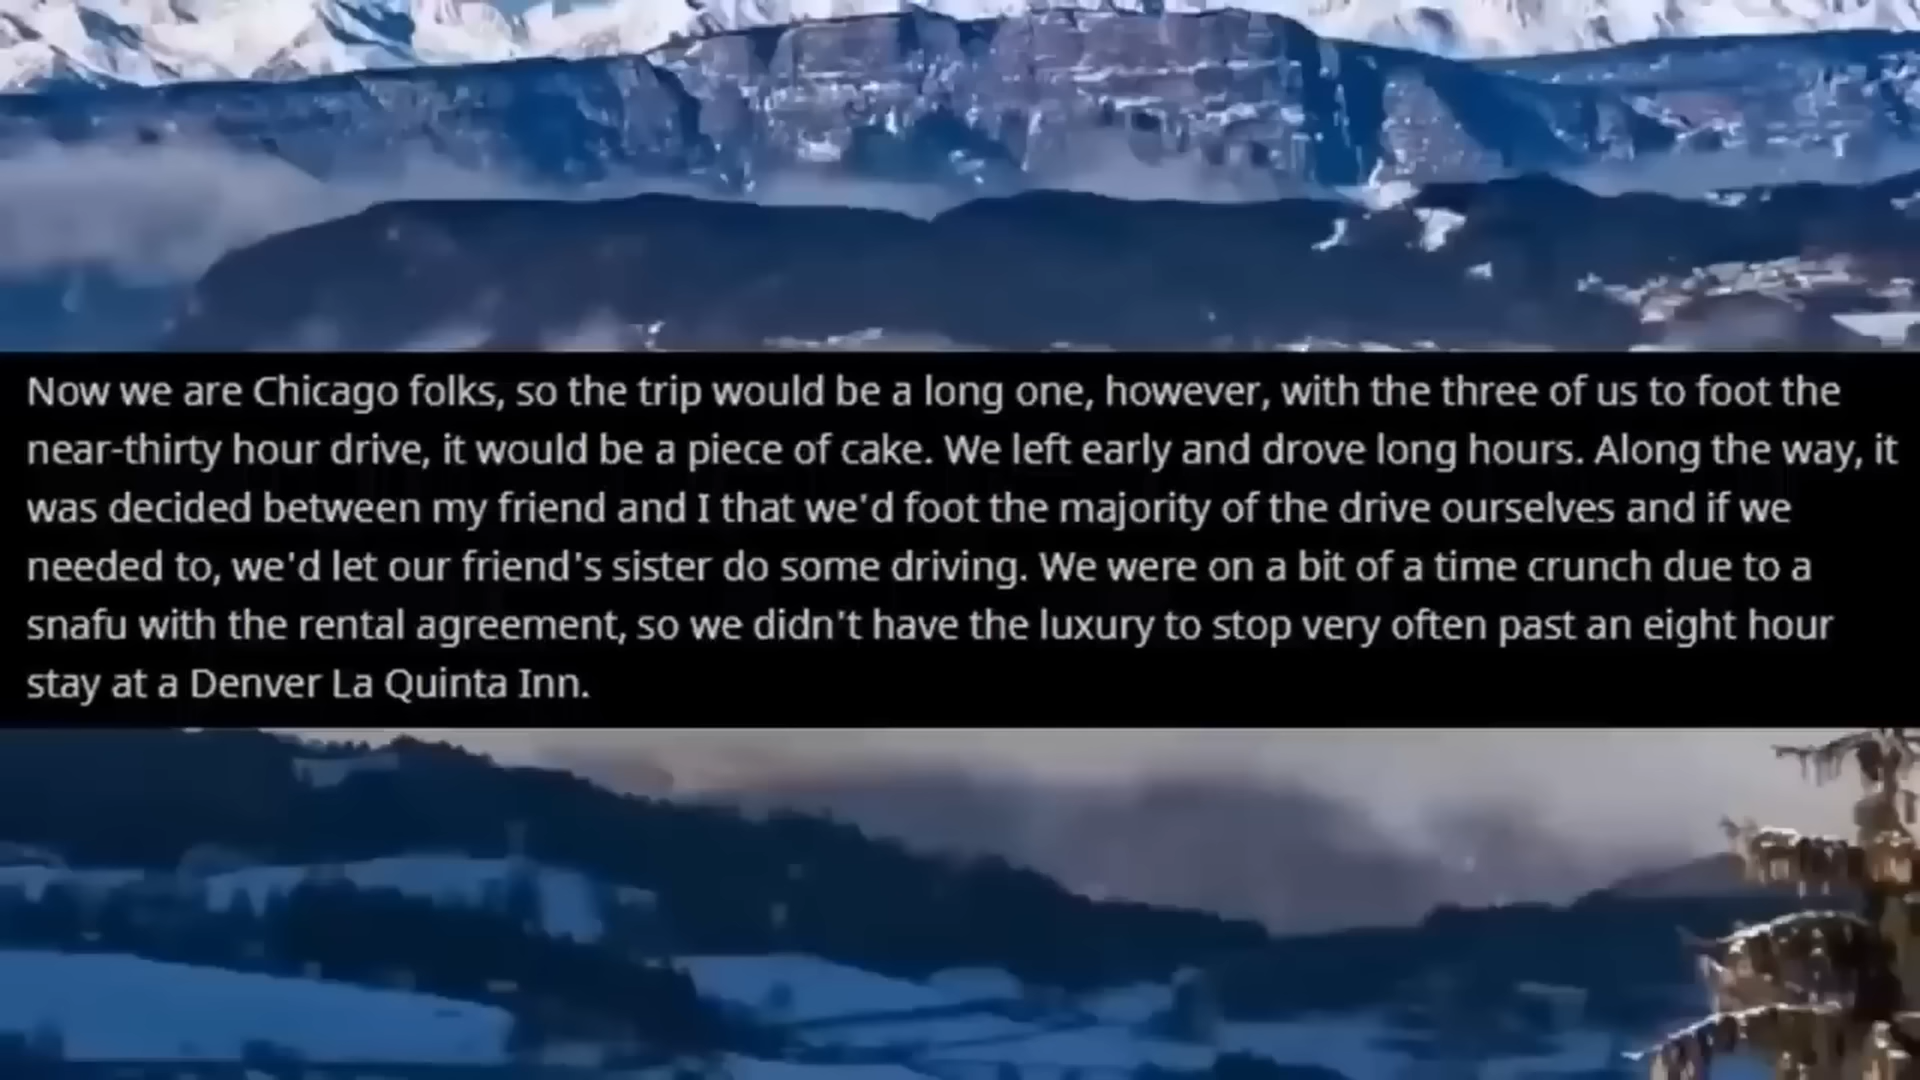 Now we are Chicago folks, so the trip would be a long one, however, with the three of us to foot the
near-thirty hour drive, it would be a piece of cake. We left early and drove long hours. Along the way, it
was decided between my friend and I that we'd foot the majority of the drive ourselves and if we
needed to, we'd let our friend's sister do some driving. We were on a bit of a time crunch due to a
snafu with the rental agreement, so we didn't have the luxury to stop very often past an eight hour
stay at a Denver La Quinta Inn.